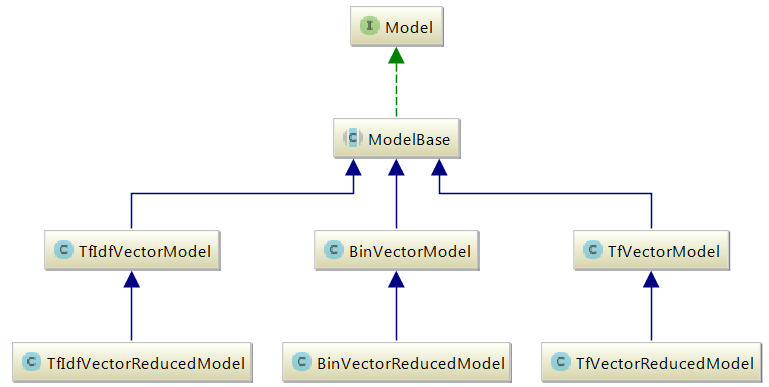 I Model
C ModelBase
C TfIdfVectorModel
C BinVectorModel
C TfVectorModel
C TfIdfVectorReducedModel
C BinVectorReducedModel
C TfVectorReducedModel